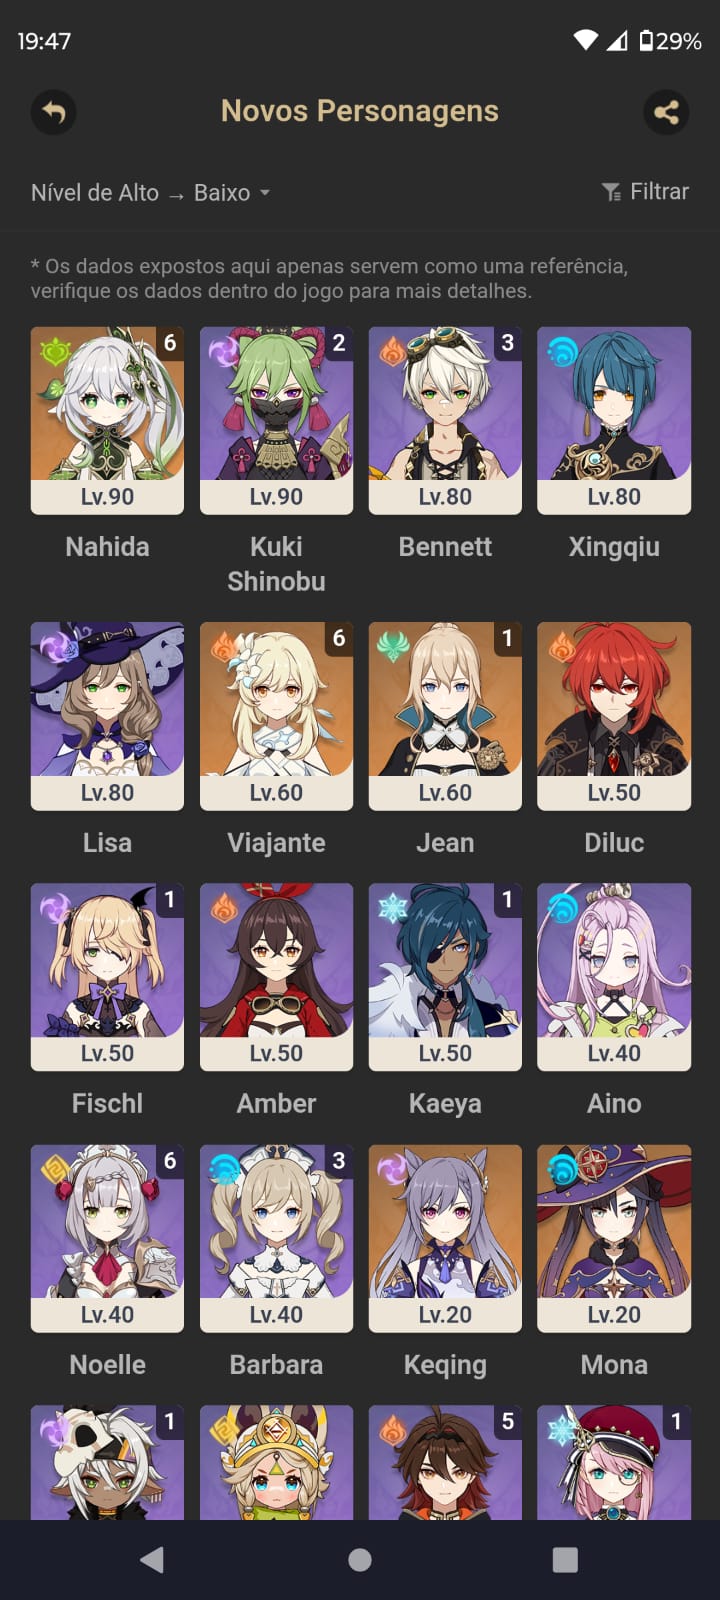 19:47
29%
Novos Personagens
Nível de Alto → Baixo
Filtrar
* Os dados expostos aqui apenas servem como uma referência,
verifique os dados dentro do jogo para mais detalhes.
6
2
3
Lv.90
Lv.90
Lv.80
Lv.80
Nahida
Kuki
Shinobu
Bennett
Xingqiu
6
1
Lv.80
Lv.60
Lv.60
Lv.50
Lisa
Viajante
Jean
Diluc
1
1
Lv.50
Lv.50
Lv.50
Lv.40
Fischl
Amber
Kaeya
Aino
6
3
Lv.40
Lv.40
Lv.20
Lv.20
Noelle
Barbara
Keqing
Mona
1
5
1